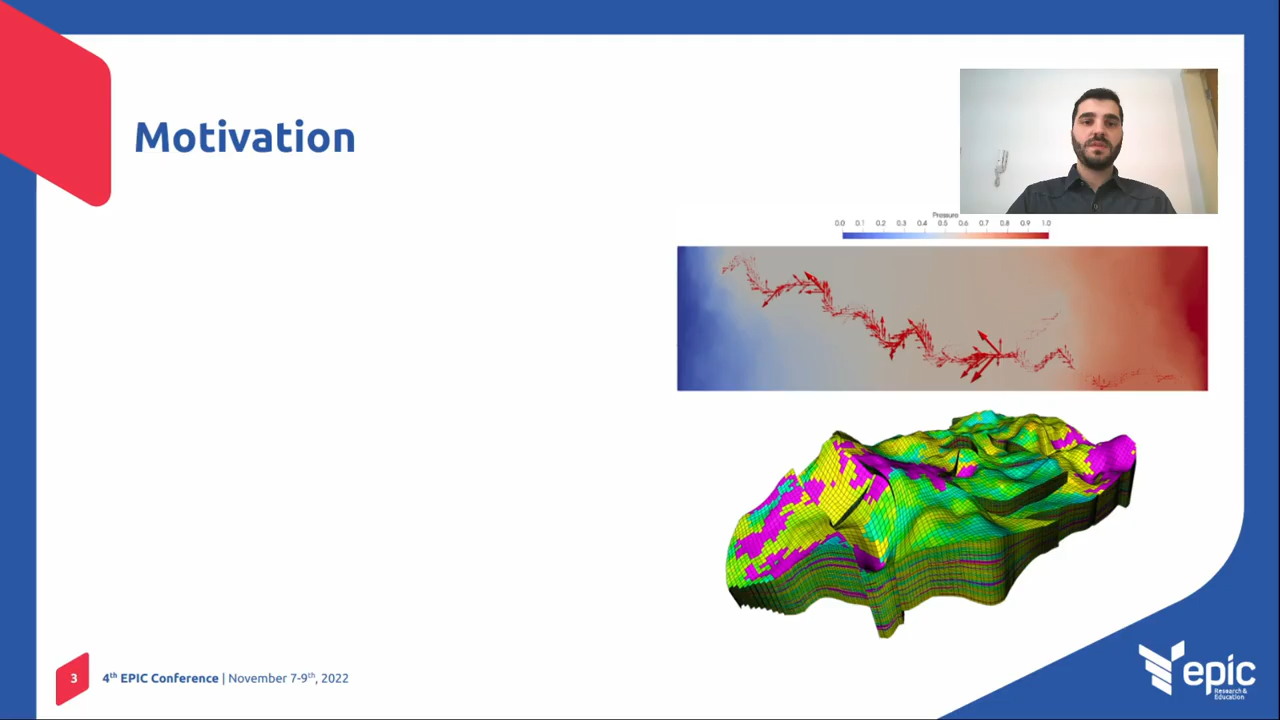 Motivation
Pressure
0.0 0.1 0.2 0.3 0.4 0.5 0.6 0.7 0.8 0.9 1.0
3
4th EPIC Conference | November 7-9th, 2022
epic
Research &
Education